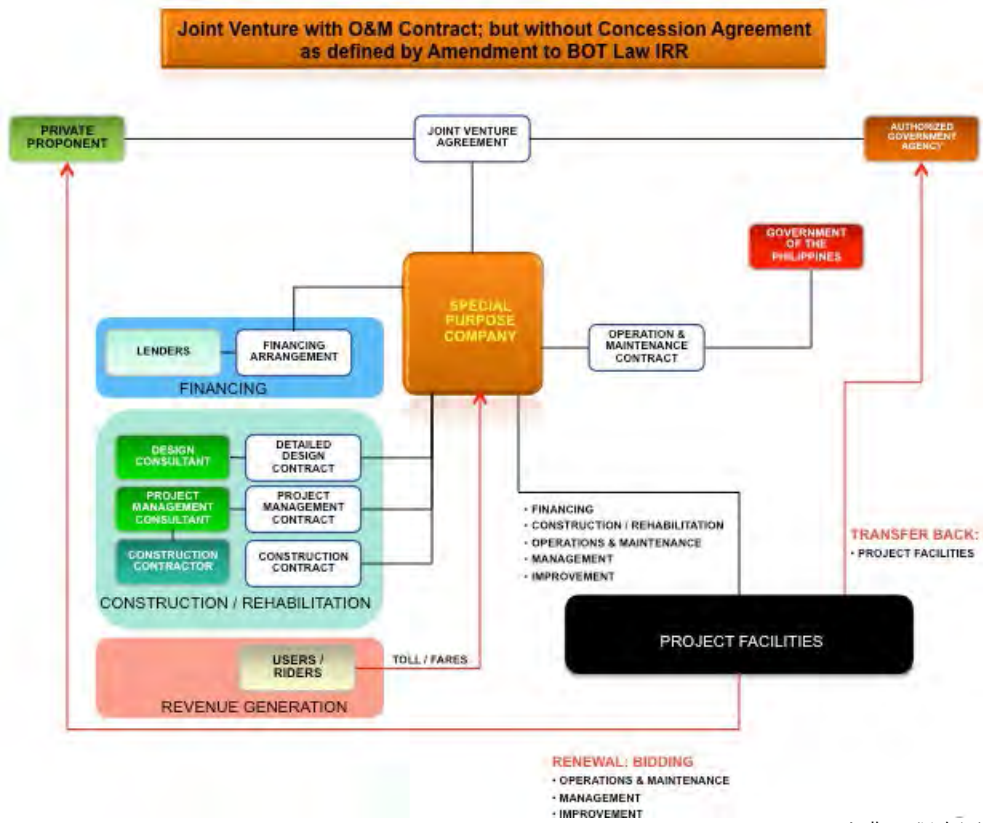 Joint Venture with O&M Contract; but without Concession Agreement
as defined by Amendment to BOT Law IRR
PRIVATE
PROPONENT
JOINT VENTURE
AGREEMENT
AUTHORIZED
GOVERNMENT
AGENCY
GOVERNMENT
OF THE
PHILIPPINES
SPECIAL
PURPOSE
COMPANY
OPERATION &
MAINTENANCE
CONTRACT
LENDERS
FINANCING
ARRANGEMENT
FINANCING
DESIGN
CONSULTANT
DETAILED
DESIGN
CONTRACT
PROJECT
MANAGEMENT
CONSULTANT
PROJECT
MANAGEMENT
CONTRACT
CONSTRUCTION
CONTRACTOR
CONSTRUCTION
CONTRACT
CONSTRUCTION / REHABILITATION
• FINANCING
• CONSTRUCTION / REHABILITATION
• OPERATIONS & MAINTENANCE
• MANAGEMENT
• IMPROVEMENT
TRANSFER BACK:
• PROJECT FACILITIES
PROJECT FACILITIES
USERS /
RIDERS
TOLL / FARES
REVENUE GENERATION
RENEWAL: BIDDING
• OPERATIONS & MAINTENANCE
• MANAGEMENT
• IMPROVEMENT